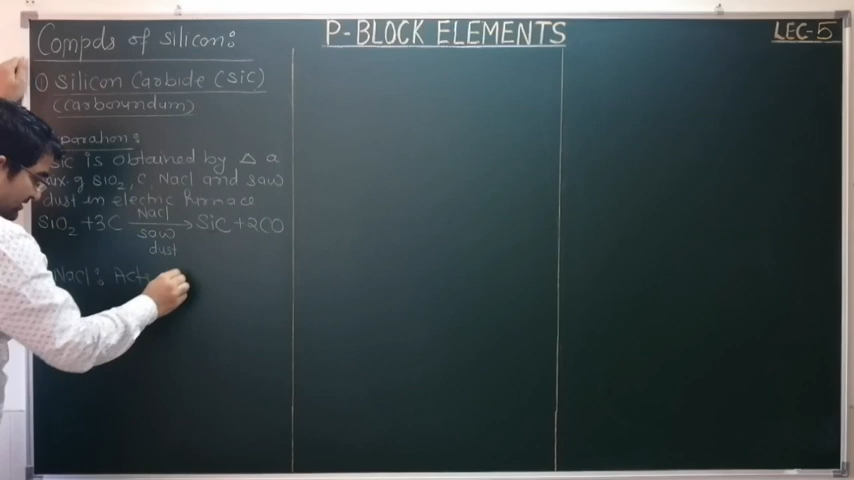 P-BLOCK ELEMENTS
LEC-5
Compds of silicon:
① Silicon Carbide (SiC)
(Carborundum)
paration:
SiC is obtained by △ a
mix. of SiO₂, C, Nacl and saw
dust in electric furnace
SiO₂ + 3C Nacl → SiC + 2CO
saw
dust
Nacl: Acts